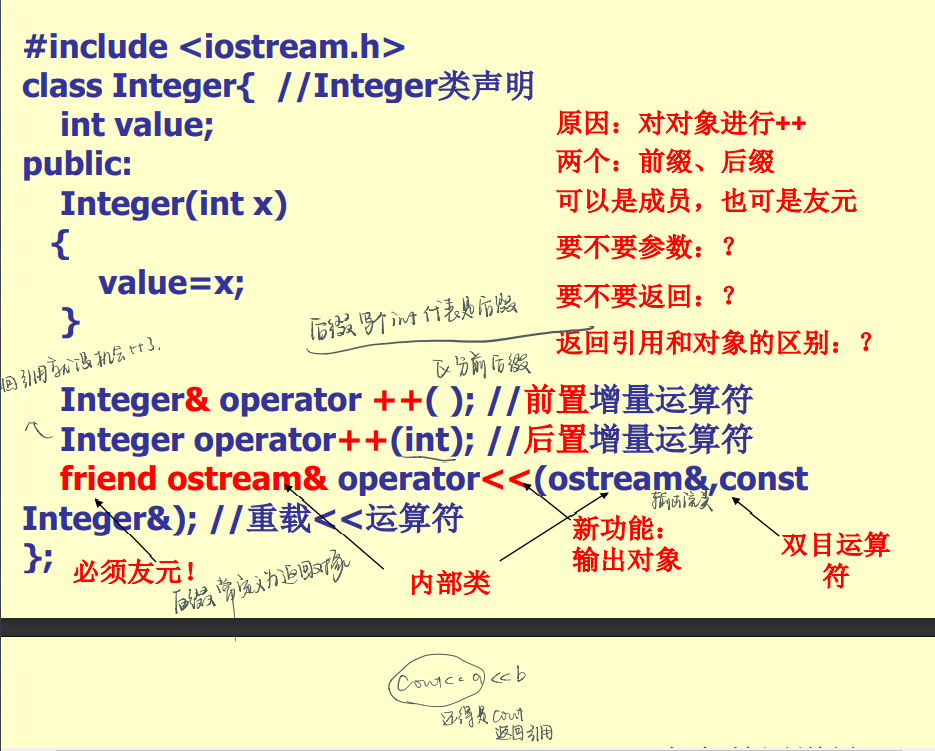 #include <iostream.h>
class Integer{  //Integer类声明
int value;
public:
Integer(int x)
{
value=x;
}
原因：对对象进行++
两个：前缀、后缀
可以是成员，也可是友元
要不要参数：？
要不要返回：？
返回引用和对象的区别：？
后缀写个int代表是后缀
区分前后缀
引用就没机会++了.
Integer& operator ++( ); //前置增量运算符
Integer operator++(int); //后置增量运算符
friend ostream& operator<<(ostream&,const
Integer&); //重载<<运算符
};
输出流类
必须友元！
内部类
新功能：
输出对象
双目运算
符
后缀常定义为返回对象
cout<<a<<b
还得是cout
返回引用